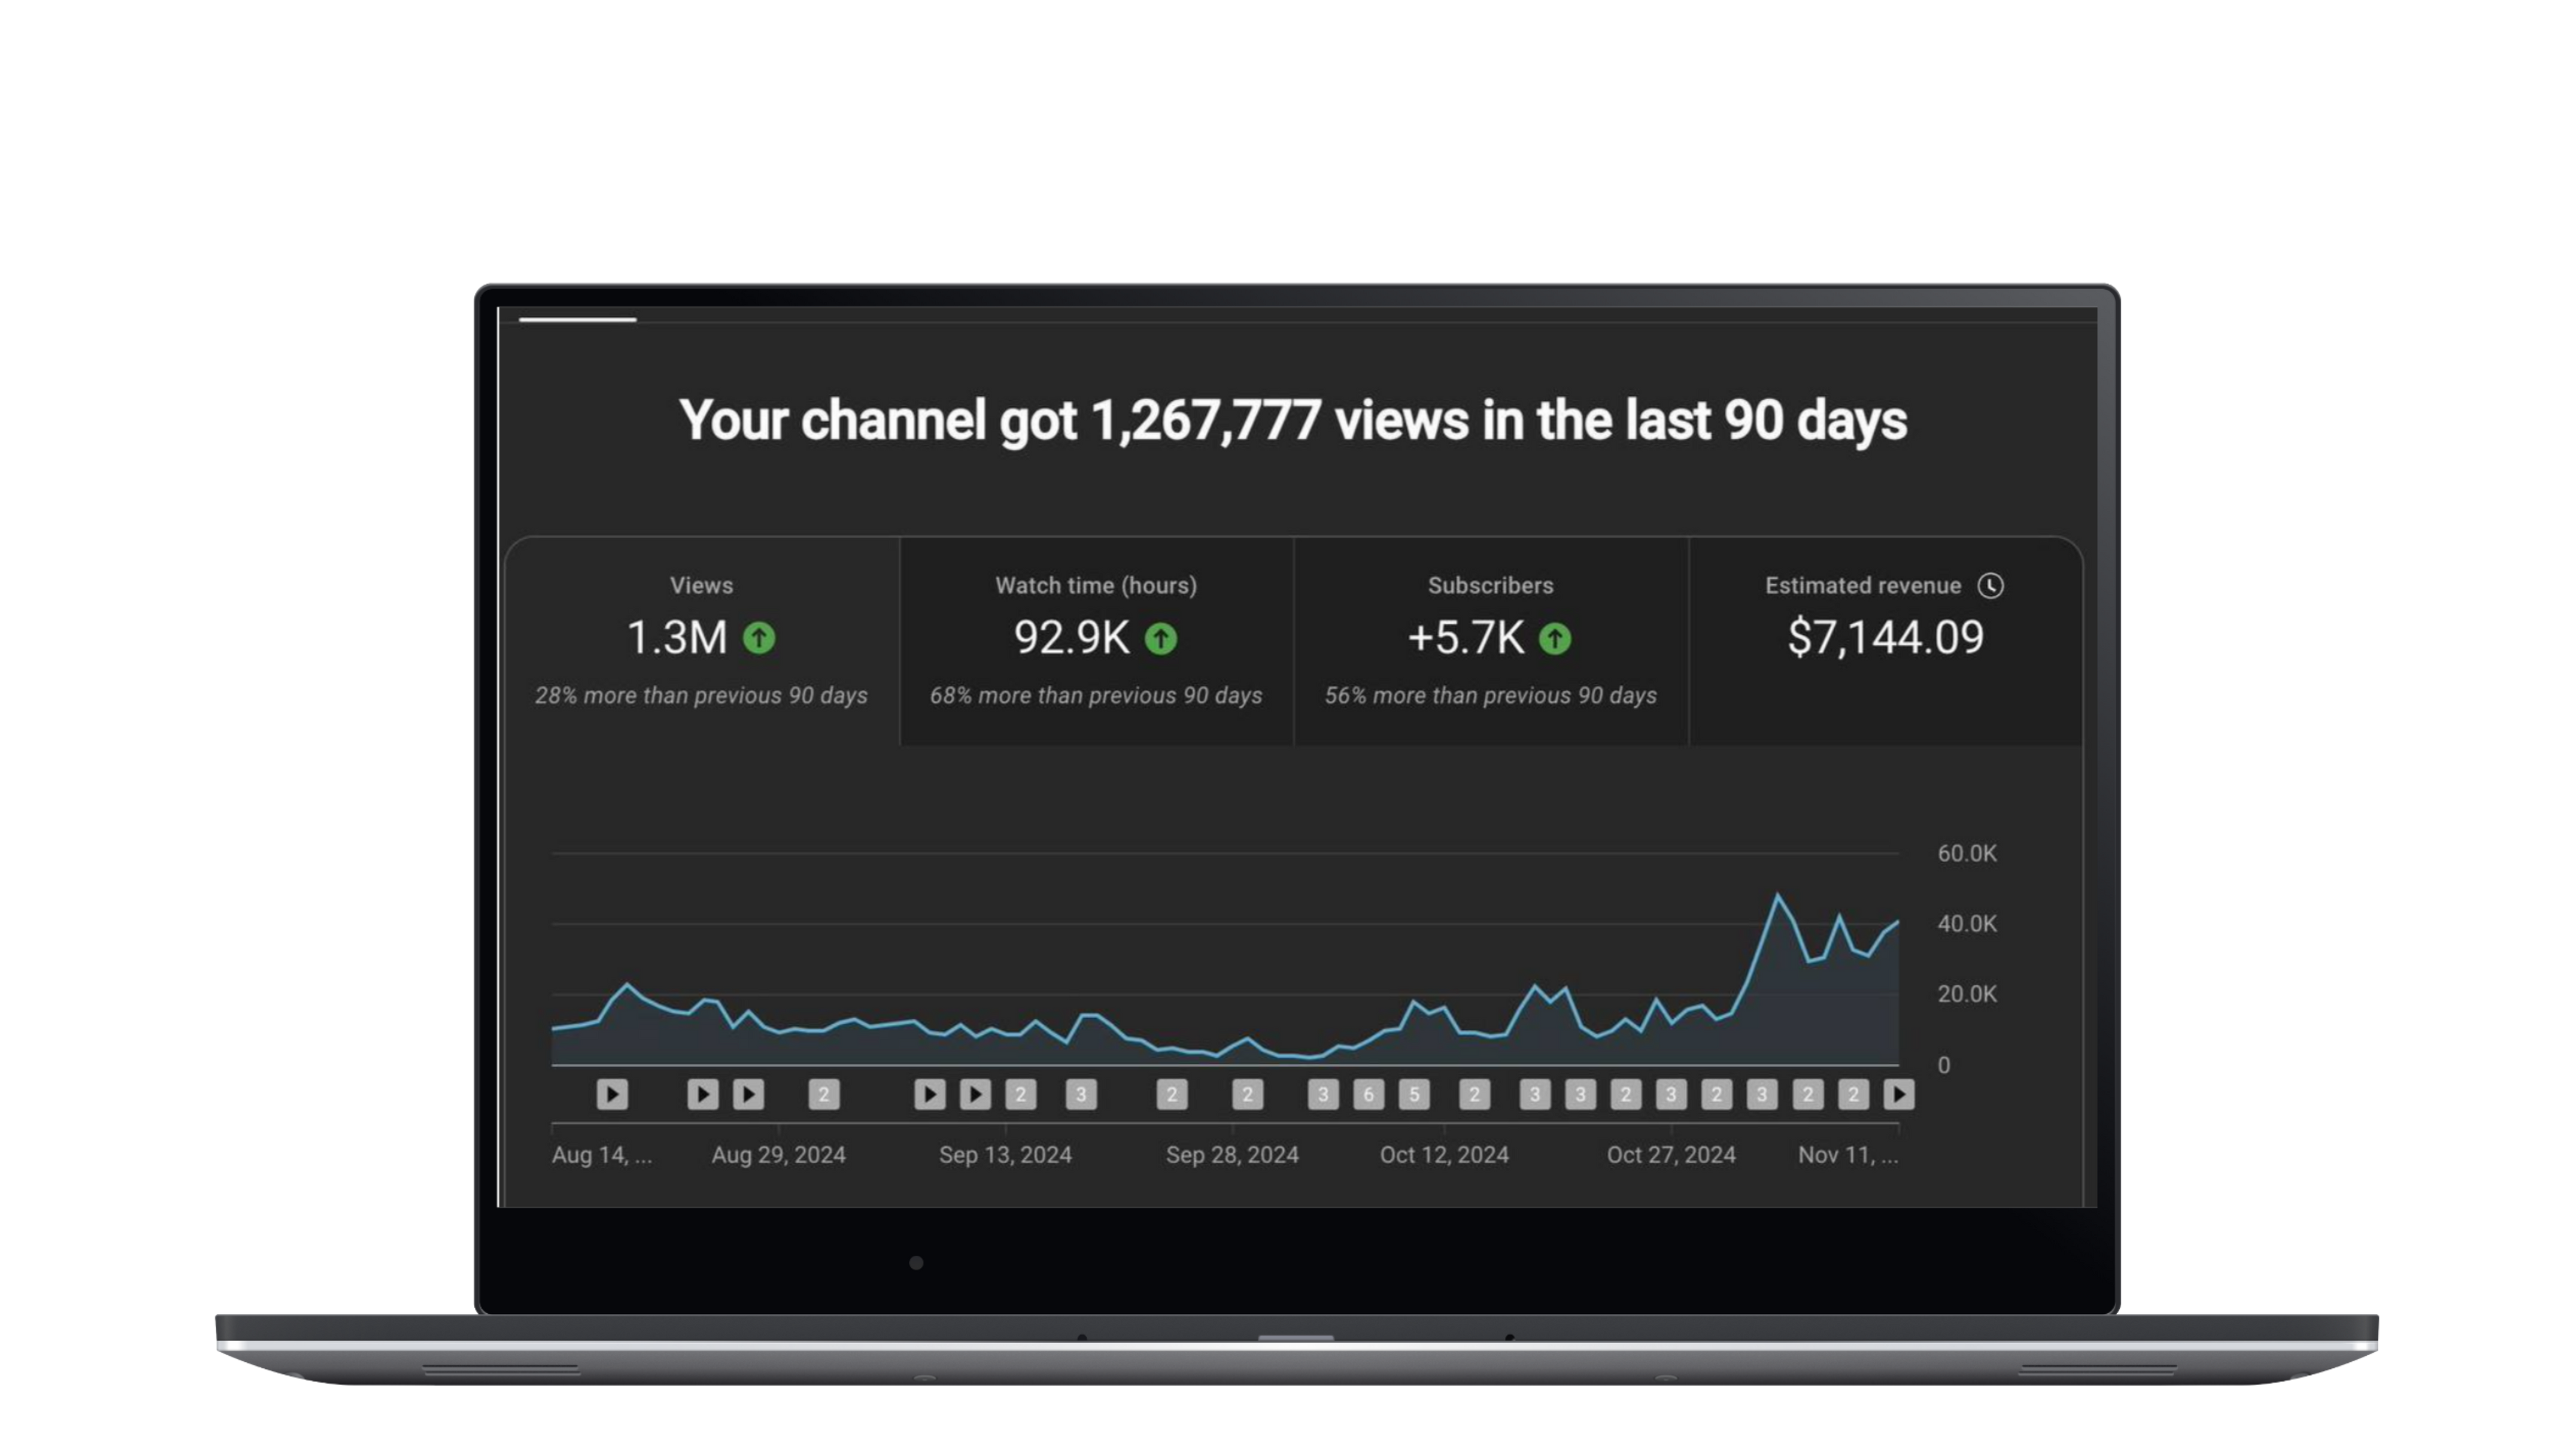 Your channel got 1,267,777 views in the last 90 days
Views
1.3M
28% more than previous 90 days
Watch time (hours)
92.9K
68% more than previous 90 days
Subscribers
+5.7K
56% more than previous 90 days
Estimated revenue
$7,144.09
60.0K
40.0K
20.0K
0
2 2 3 2 2 3 6 5 2 3 3 2 3 2 3 2 2
Aug 14, ... Aug 29, 2024 Sep 13, 2024 Sep 28, 2024 Oct 12, 2024 Oct 27, 2024 Nov 11, ...